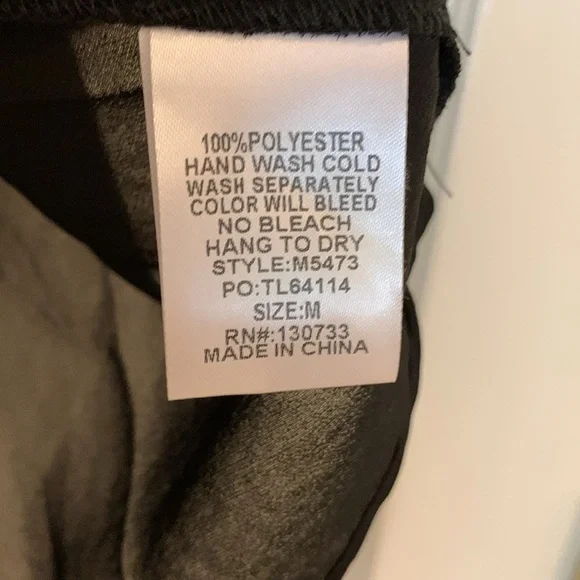 100%POLYESTER
HAND WASH COLD
WASH SEPARATELY
COLOR WILL BLEED
NO BLEACH
HANG TO DRY
STYLE:M5473
PO:TL64114
SIZE:M
RN#:130733
MADE IN CHINA